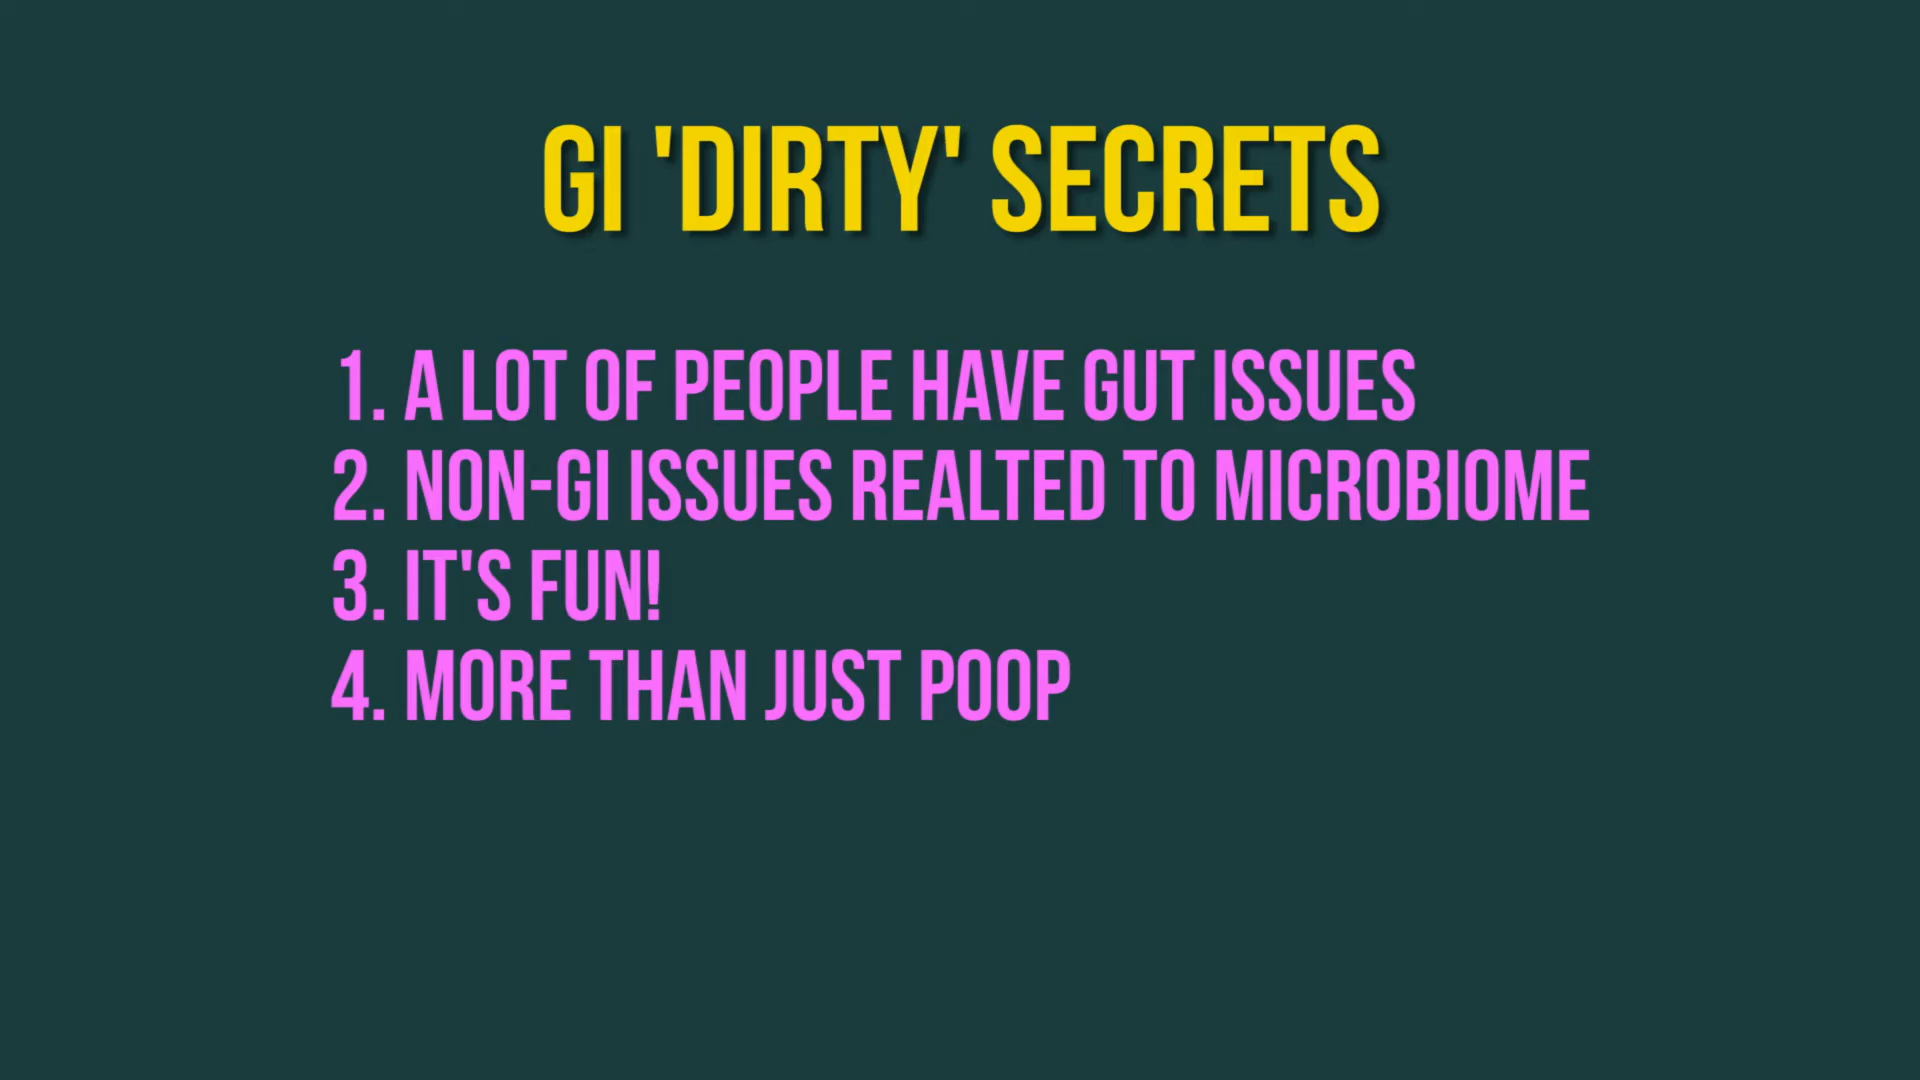 GI 'DIRTY' SECRETS
1. A LOT OF PEOPLE HAVE GUT ISSUES
2. NON-GI ISSUES REALTED TO MICROBIOME
3. IT'S FUN!
4. MORE THAN JUST POOP